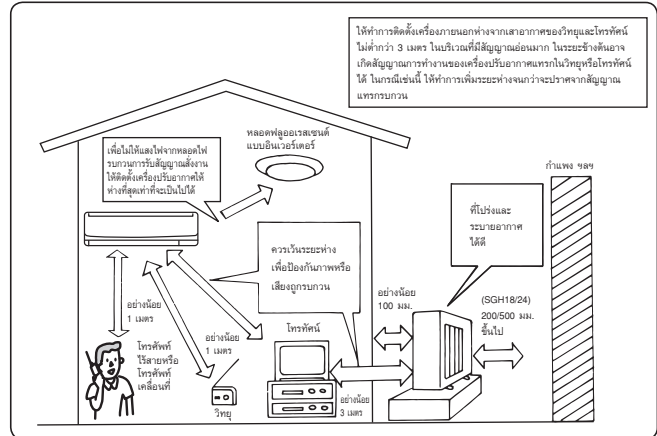 ให้ทำการติดตั้งเครื่องภายนอกห่างจากเสาอากาศของวิทยุและโทรทัศน์
ไม่ต่ำกว่า 3 เมตร ในบริเวณที่มีสัญญาณอ่อนมาก ในระยะข้างต้นอาจ
เกิดสัญญาณการทำงานของเครื่องปรับอากาศแทรกในวิทยุหรือโทรทัศน์
ได้ ในกรณีเช่นนี้ ให้ทำการเพิ่มระยะห่างจนกว่าจะปราศจากสัญญาณ
แทรกรบกวน
หลอดฟลูออเรสเซนต์
แบบอินเวอร์เตอร์
เพื่อไม่ให้แสงไฟจากหลอดไฟ
รบกวนการรับสัญญาณสั่งงาน
ให้ติดตั้งเครื่องปรับอากาศให้
ห่างที่สุดเท่าที่จะเป็นไปได้
กำแพง ฯลฯ
ที่โปร่งและ
ระบายอากาศ
ได้ดี
ควรเว้นระยะห่าง
เพื่อป้องกันภาพหรือ
เสียงถูกรบกวน
อย่างน้อย
100 มม.
(SGH18/24)
200/500 มม.
ขึ้นไป
อย่างน้อย
1 เมตร
อย่างน้อย
1 เมตร
โทรทัศน์
โทรศัพท์
ไร้สายหรือ
โทรศัพท์
เคลื่อนที่
วิทยุ
อย่างน้อย
3 เมตร